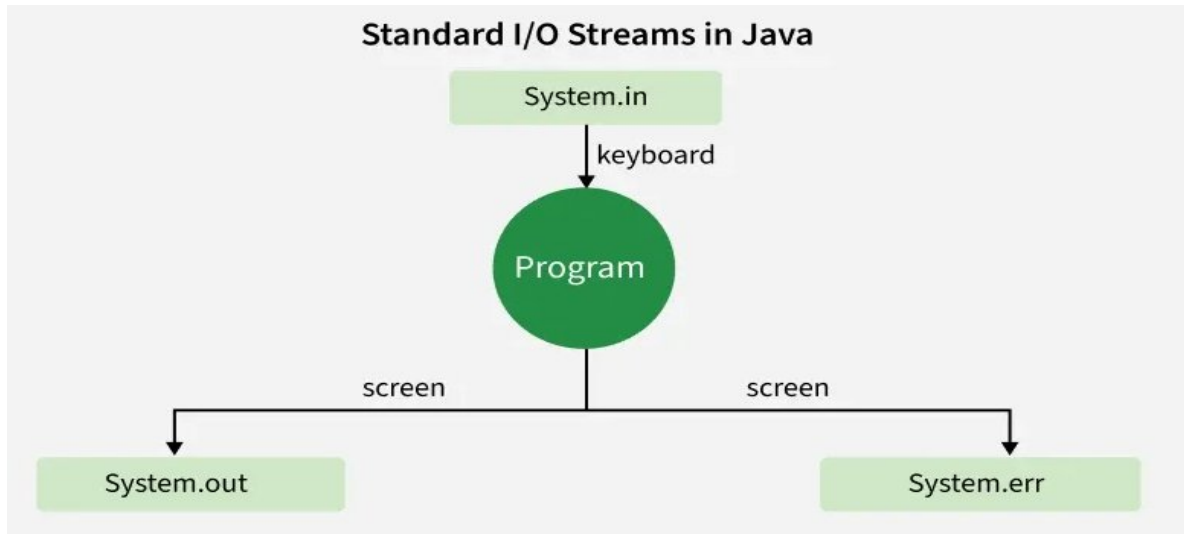 Standard I/O Streams in Java
System.in
keyboard
Program
screen
screen
System.out
System.err